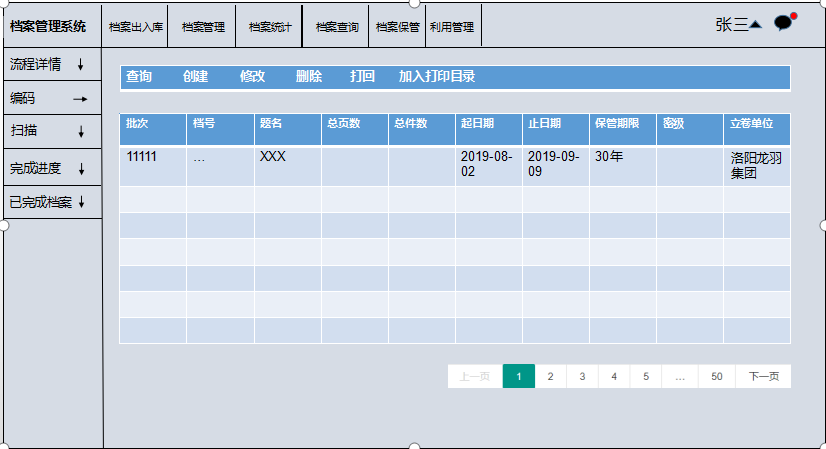 档案管理系统 档案出入库 档案管理 档案统计 档案查询 档案保管 利用管理 张三
流程详情
编码
扫描
完成进度
已完成档案
查询 创建 修改 删除 打回 加入打印目录
批次 档号 题名 总页数 总件数 起日期 止日期 保管期限 密级 立卷单位
11111 ... XXX 2019-08-02 2019-09-09 30年 洛阳龙羽集团
上一页 1 2 3 4 5 ... 50 下一页